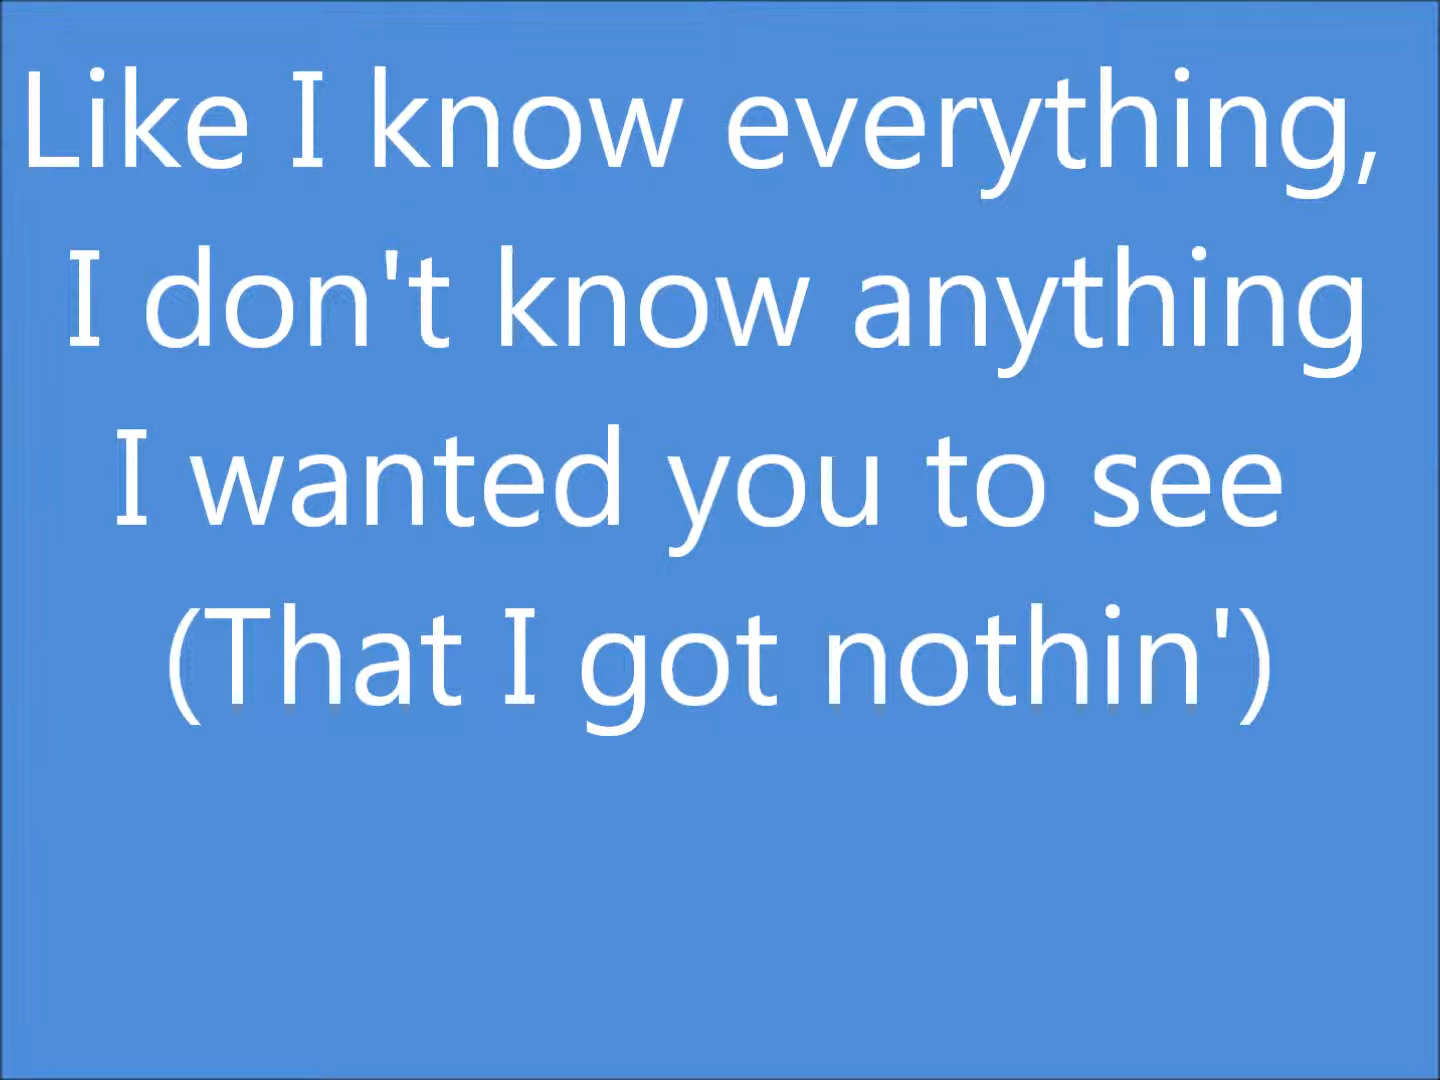 Like I know everything,
I don't know anything
I wanted you to see
(That I got nothin')